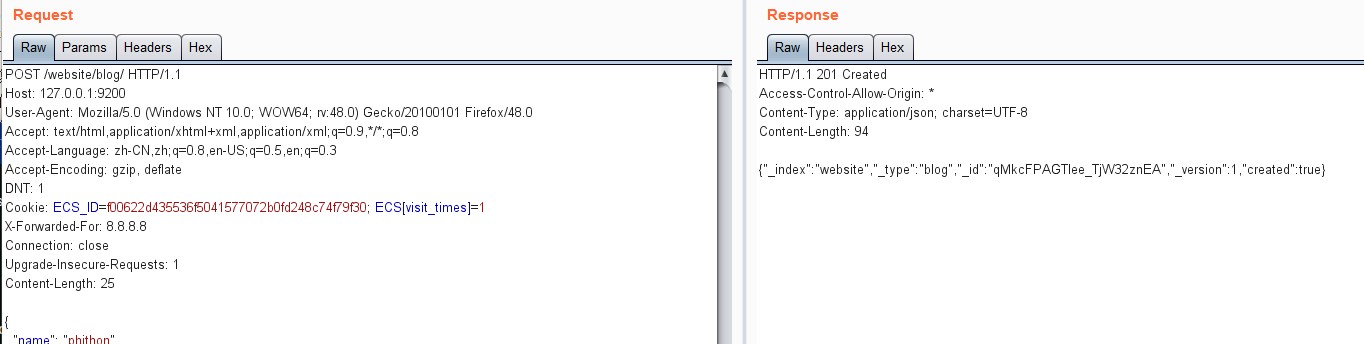 Request
Raw Params Headers Hex
POST /website/blog/ HTTP/1.1
Host: 127.0.0.1:9200
User-Agent: Mozilla/5.0 (Windows NT 10.0; WOW64; rv:48.0) Gecko/20100101 Firefox/48.0
Accept: text/html,application/xhtml+xml,application/xml;q=0.9,*/*;q=0.8
Accept-Language: zh-CN,zh;q=0.8,en-US;q=0.5,en;q=0.3
Accept-Encoding: gzip, deflate
DNT: 1
Cookie: ECS_ID=f00622d435536f5041577072b0fd248c74f79f30; ECS[visit_times]=1
X-Forwarded-For: 8.8.8.8
Connection: close
Upgrade-Insecure-Requests: 1
Content-Length: 25
{
"name": "phithon"
Response
Raw Headers Hex
HTTP/1.1 201 Created
Access-Control-Allow-Origin: *
Content-Type: application/json; charset=UTF-8
Content-Length: 94
{"_index":"website","_type":"blog","_id":"qMkcFPAGTlee_TjW32znEA","_version":1,"created":true}